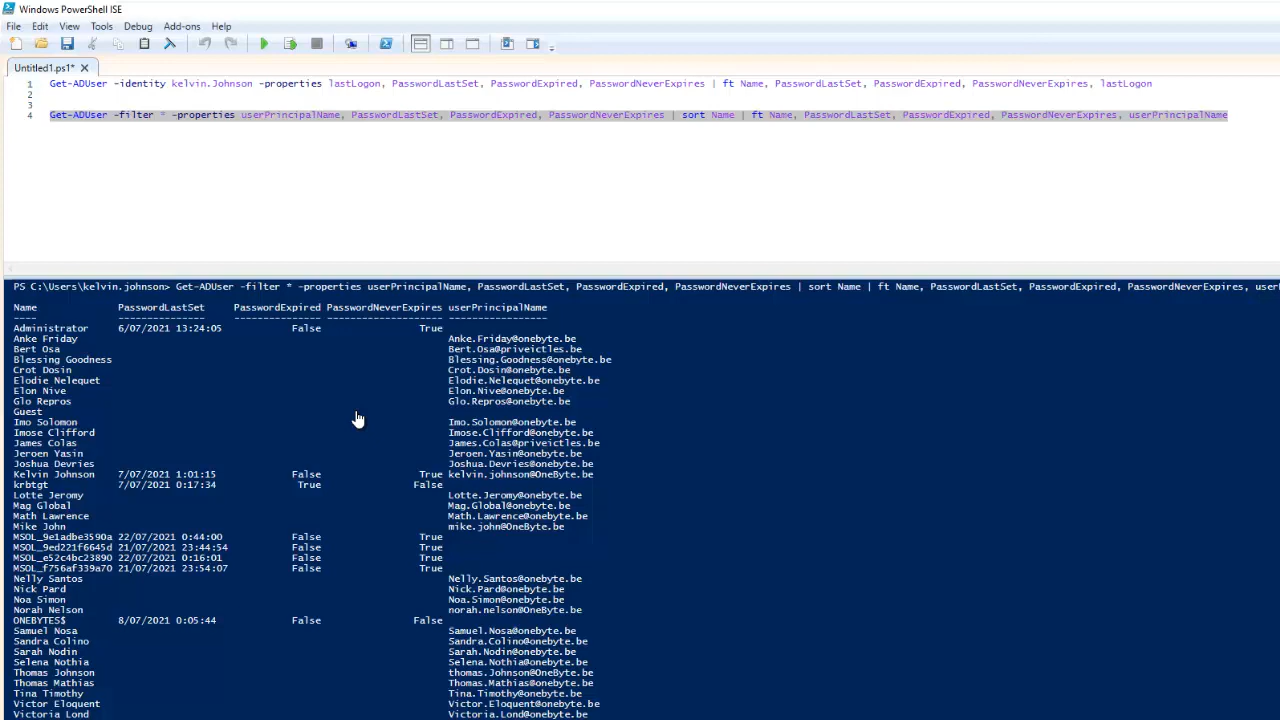 Windows PowerShell ISE
File Edit View Tools Debug Add-ons Help
Untitled1.ps1*
1 Get-ADUser -identity kelvin.Johnson -properties lastLogon, PasswordLastSet, PasswordExpired, PasswordNeverExpires | ft Name, PasswordLastSet, PasswordExpired, PasswordNeverExpires, lastLogon
2
3
4 Get-ADUser -filter * -properties userPrincipalName, PasswordLastSet, PasswordExpired, PasswordNeverExpires | sort Name | ft Name, PasswordLastSet, PasswordExpired, PasswordNeverExpires, userPrincipalName
PS C:\Users\kelvin.johnson> Get-ADUser -filter * -properties userPrincipalName, PasswordLastSet, PasswordExpired, PasswordNeverExpires | sort Name | ft Name, PasswordLastSet, PasswordExpired, PasswordNeverExpires, userP
Name PasswordLastSet PasswordExpired PasswordNeverExpires userPrincipalName
---- --------------- --------------- -------------------- -----------------
Administrator 6/07/2021 13:24:05 False True
Anke Friday Anke.Friday@onebyte.be
Bert Osa Bert.Osa@priveictles.be
Blessing Goodness Blessing.Goodness@onebyte.be
Crot Dosin Crot.Dosin@onebyte.be
Elodie Nelequet Elodie.Nelequet@onebyte.be
Elon Nive Elon.Nive@onebyte.be
Glo Repros Glo.Repros@onebyte.be
Guest
Imo Solomon Imo.Solomon@onebyte.be
Imose Clifford Imose.Clifford@onebyte.be
James Colas James.Colas@priveictles.be
Jeroen Yasin Jeroen.Yasin@onebyte.be
Joshua Devries Joshua.Devries@onebyte.be
Kelvin Johnson 7/07/2021 1:01:15 False True kelvin.johnson@OneByte.be
krbtgt 7/07/2021 0:17:34 True False
Lotte Jeromy Lotte.Jeromy@onebyte.be
Mag Global Mag.Global@onebyte.be
Math Lawrence Math.Lawrence@onebyte.be
Mike John mike.john@OneByte.be
MSOL_9e1adbe3590a 22/07/2021 0:44:00 False True
MSOL_9ed221f6645d 21/07/2021 23:44:54 False True
MSOL_e52c4bc23890 22/07/2021 0:16:01 False True
MSOL_f756af339a70 21/07/2021 23:54:07 False True
Nelly Santos Nelly.Santos@onebyte.be
Nick Pard Nick.Pard@onebyte.be
Noa Simon Noa.Simon@onebyte.be
Norah Nelson norah.nelson@OneByte.be
ONEBYTES$ 8/07/2021 0:05:44 False False
Samuel Nosa Samuel.Nosa@onebyte.be
Sandra Colino Sandra.Colino@onebyte.be
Sarah Nodin Sarah.Nodin@onebyte.be
Selena Nothia Selena.Nothia@onebyte.be
Thomas Johnson thomas.Johnson@OneByte.be
Thomas Mathias Thomas.Mathias@onebyte.be
Tina Timothy Tina.Timothy@onebyte.be
Victor Eloquent Victor.Eloquent@onebyte.be
Victoria Lond Victoria.Lond@onebyte.be